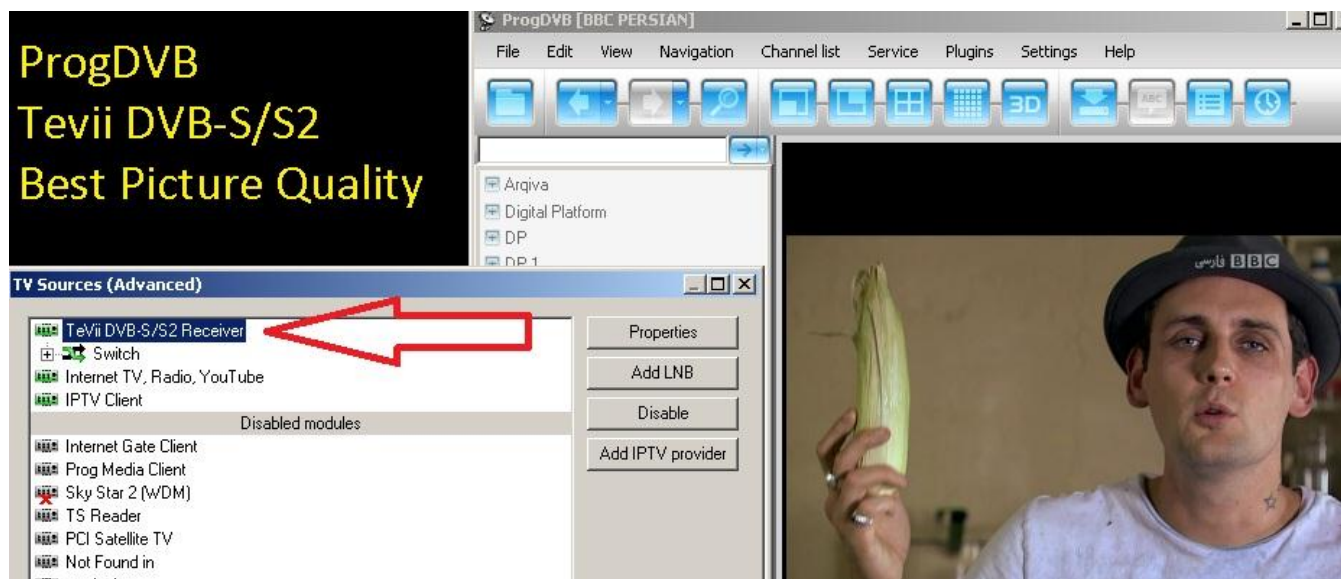 ProgDVB
Tevii DVB-S/S2
Best Picture Quality
ProgDVB [BBC PERSIAN]
File Edit View Navigation Channel list Service Plugins Settings Help
3D
ABC
Arqiva
Digital Platform
DP
DP 1
BBC فارسی
TV Sources (Advanced)
TeVii DVB-S/S2 Receiver
Switch
Internet TV, Radio, YouTube
IPTV Client
Disabled modules
Internet Gate Client
Prog Media Client
Sky Star 2 (WDM)
TS Reader
PCI Satellite TV
Not Found in
Properties
Add LNB
Disable
Add IPTV provider